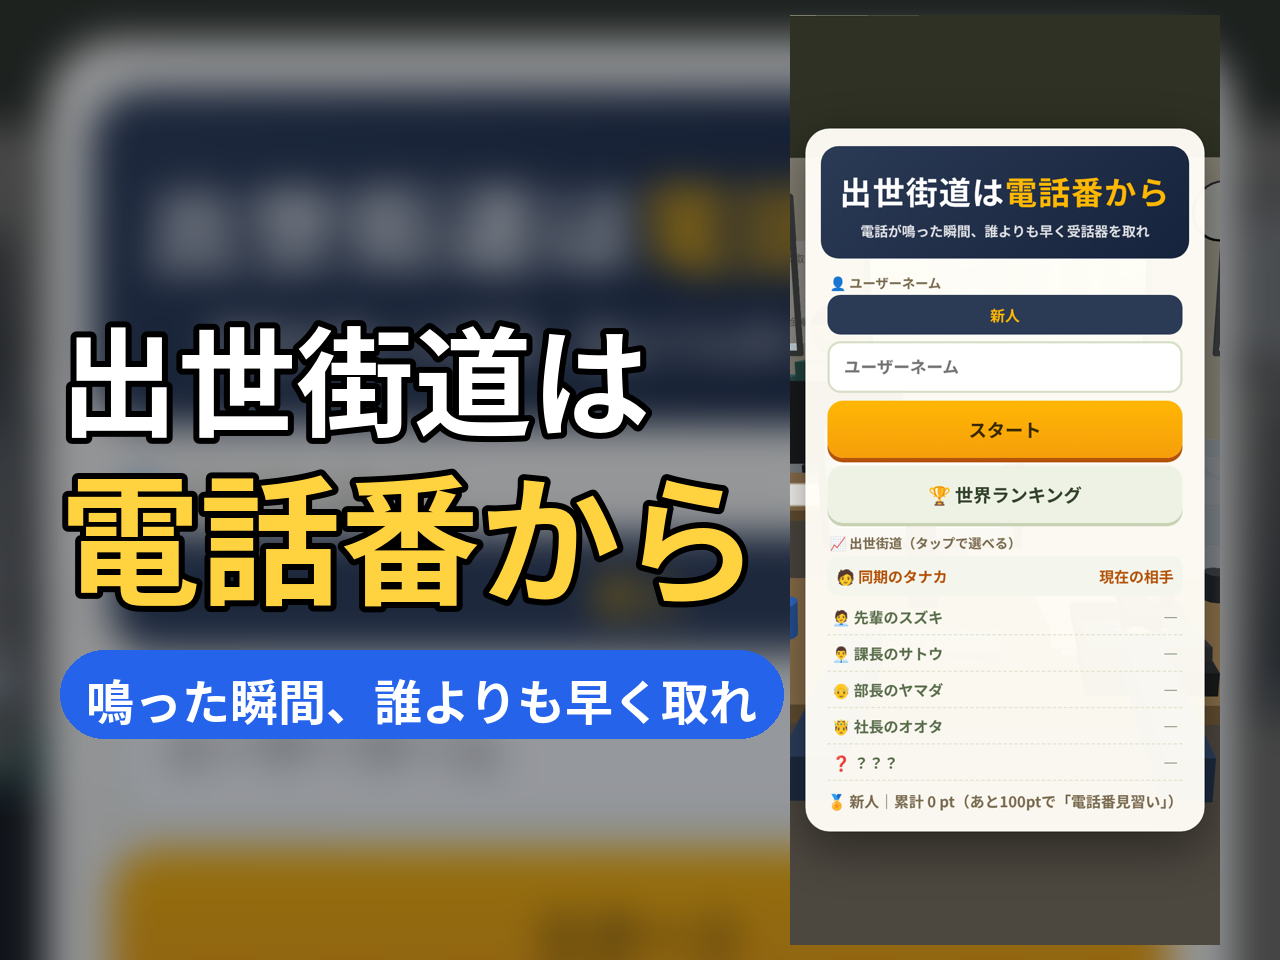 出世街道は
電話番から
鳴った瞬間、誰よりも早く取れ
出世街道は電話番から
電話が鳴った瞬間、誰よりも早く受話器を取れ
👤 ユーザーネーム
新人
ユーザーネーム
スタート
🏆 世界ランキング
📈 出世街道（タップで選べる）
🧑 同期のタナカ 現在の相手
🧑‍💼 先輩のスズキ —
👨‍💼 課長のサトウ —
👴 部長のヤマダ —
🤴 社長のオオタ —
❓ ？？？ —
🏅 新人｜累計 0 pt（あと100ptで「電話番見習い」）